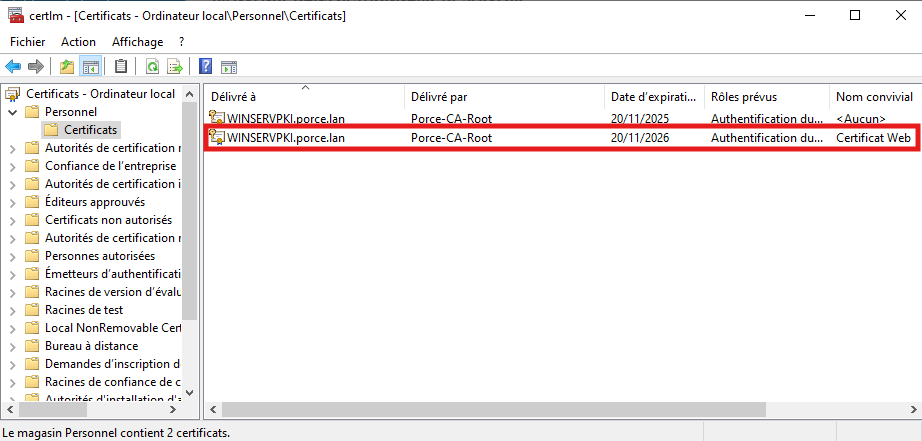 certlm - [Certificats - Ordinateur local\Personnel\Certificats]
Fichier Action Affichage ?
Certificats - Ordinateur local
Personnel
Certificats
Autorités de certification r
Confiance de l'entreprise
Autorités de certification i
Éditeurs approuvés
Certificats non autorisés
Autorités de certification r
Personnes autorisées
Émetteurs d'authentificati
Racines de version d'évalu
Racines de test
Local NonRemovable Cert
Bureau à distance
Demandes d'inscription d
Racines de confiance de c
Autorités d'installation d'a
Délivré à Délivré par Date d'expirati... Rôles prévus Nom convivial
WINSERVPKI.porce.lan Porce-CA-Root 20/11/2025 Authentification du... <Aucun>
WINSERVPKI.porce.lan Porce-CA-Root 20/11/2026 Authentification du... Certificat Web
Le magasin Personnel contient 2 certificats.